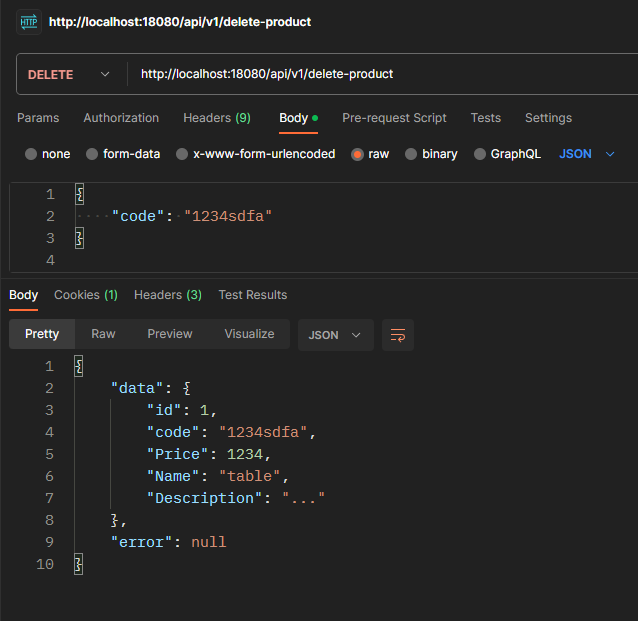 HTTP http://localhost:18080/api/v1/delete-product
DELETE http://localhost:18080/api/v1/delete-product
Params Authorization Headers (9) Body Pre-request Script Tests Settings
none form-data x-www-form-urlencoded raw binary GraphQL JSON
1 {
2 ····"code":·"1234sdfa"
3 }
4
Body Cookies (1) Headers (3) Test Results
Pretty Raw Preview Visualize JSON
1 {
2 "data": {
3 "id": 1,
4 "code": "1234sdfa",
5 "Price": 1234,
6 "Name": "table",
7 "Description": "..."
8 },
9 "error": null
10 }